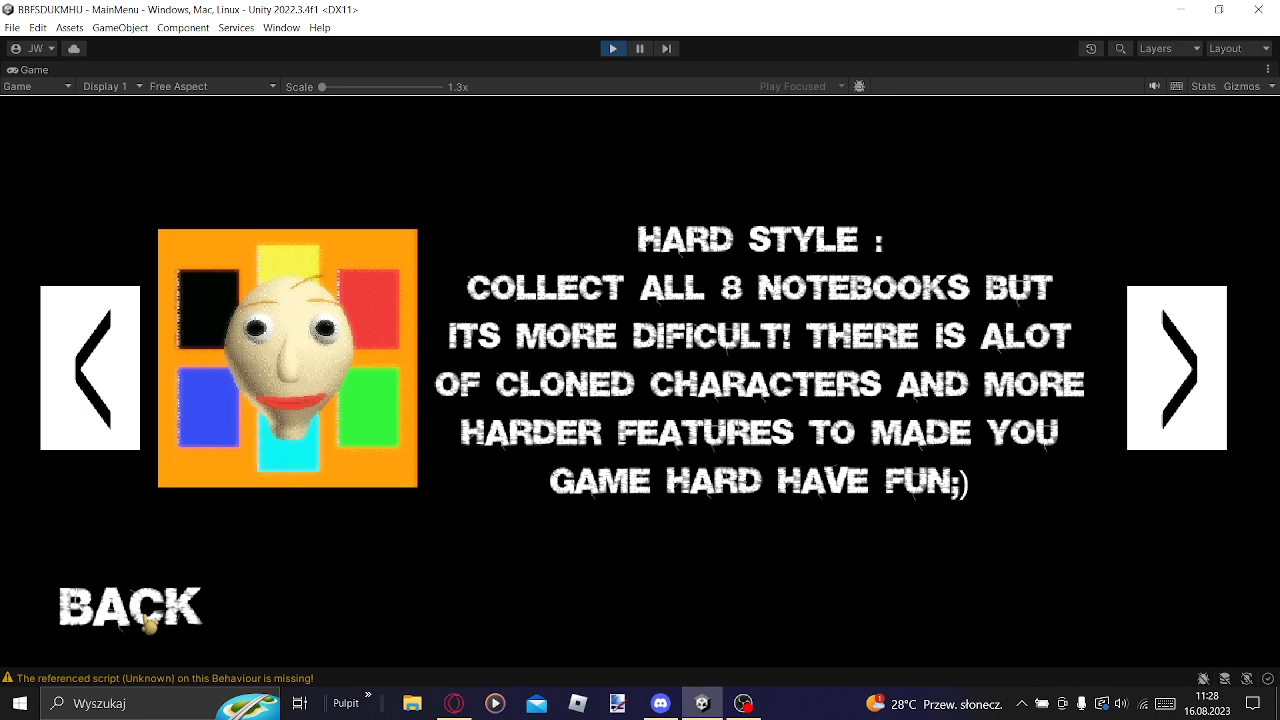 BBFSDUKMHU - MainMenu - Windows, Mac, Linux - Unity 2022.3.4f1 <DX11>
File Edit Assets GameObject Component Services Window Help
JW Layers Layout
Game
Game Display 1 Free Aspect Scale 1.3x Play Focused Stats Gizmos
HARD STYLE :
COLLECT ALL 8 NOTEBOOKS BUT
ITS MORE DIFICULT! THERE IS ALOT
OF CLONED CHARACTERS AND MORE
HARDER FEATURES TO MADE YOU
GAME HARD HAVE FUN;)
BACK
The referenced script (Unknown) on this Behaviour is missing!
Wyszukaj Pulpit 1 28°C Przew. słonecz. 11:28
16.08.2023